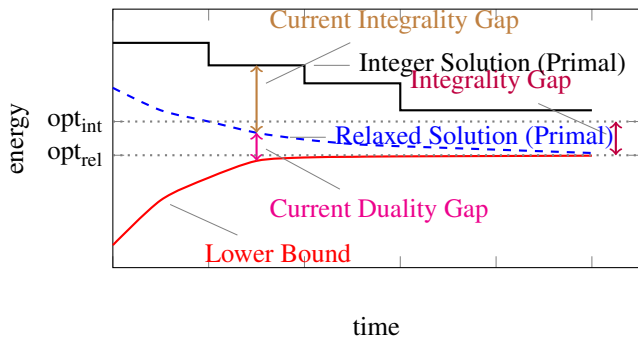 Current Integrality Gap
Integer Solution (Primal)
Integrality Gap
energy
opt_int
Relaxed Solution (Primal)
opt_rel
Current Duality Gap
Lower Bound
time